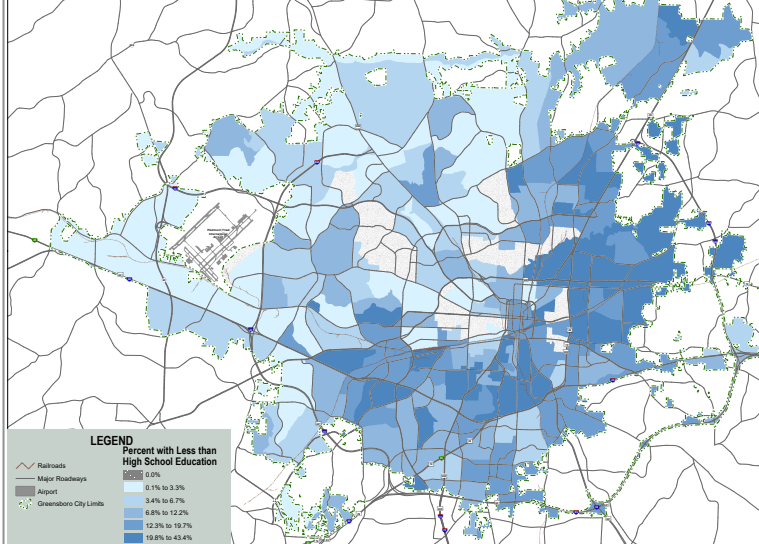 LEGEND
Percent with Less than
High School Education
Railroads
Major Roadways
Airport
Greensboro City Limits
0.0%
0.1% to 3.3%
3.4% to 6.7%
6.8% to 12.2%
12.3% to 19.7%
19.8% to 43.4%